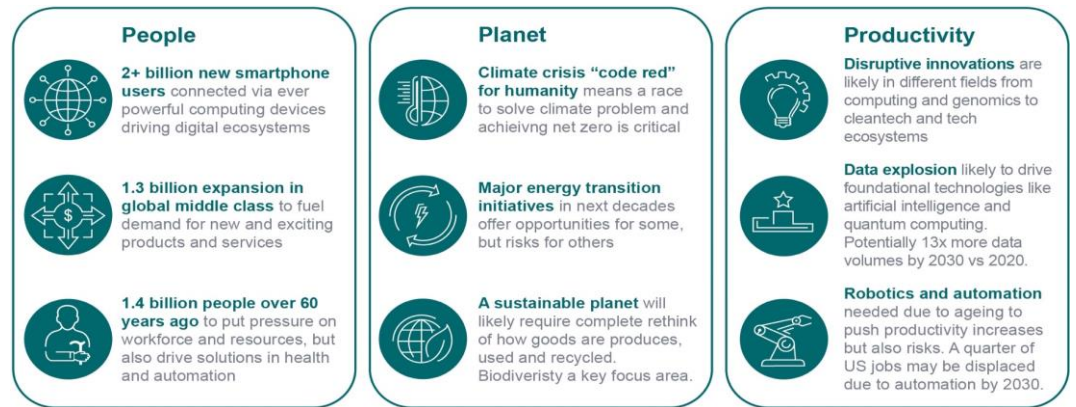 People
2+ billion new smartphone
users connected via ever
powerful computing devices
driving digital ecosystems
1.3 billion expansion in
global middle class to fuel
demand for new and exciting
products and services
1.4 billion people over 60
years ago to put pressure on
workforce and resources, but
also drive solutions in health
and automation
Planet
Climate crisis “code red”
for humanity means a race
to solve climate problem and
achieivng net zero is critical
Major energy transition
initiatives in next decades
offer opportunities for some,
but risks for others
A sustainable planet will
likely require complete rethink
of how goods are produces,
used and recycled.
Biodiveristy a key focus area.
Productivity
Disruptive innovations are
likely in different fields from
computing and genomics to
cleantech and tech
ecosystems
Data explosion likely to drive
foundational technologies like
artificial intelligence and
quantum computing.
Potentially 13x more data
volumes by 2030 vs 2020.
Robotics and automation
needed due to ageing to
push productivity increases
but also risks. A quarter of
US jobs may be displaced
due to automation by 2030.
$